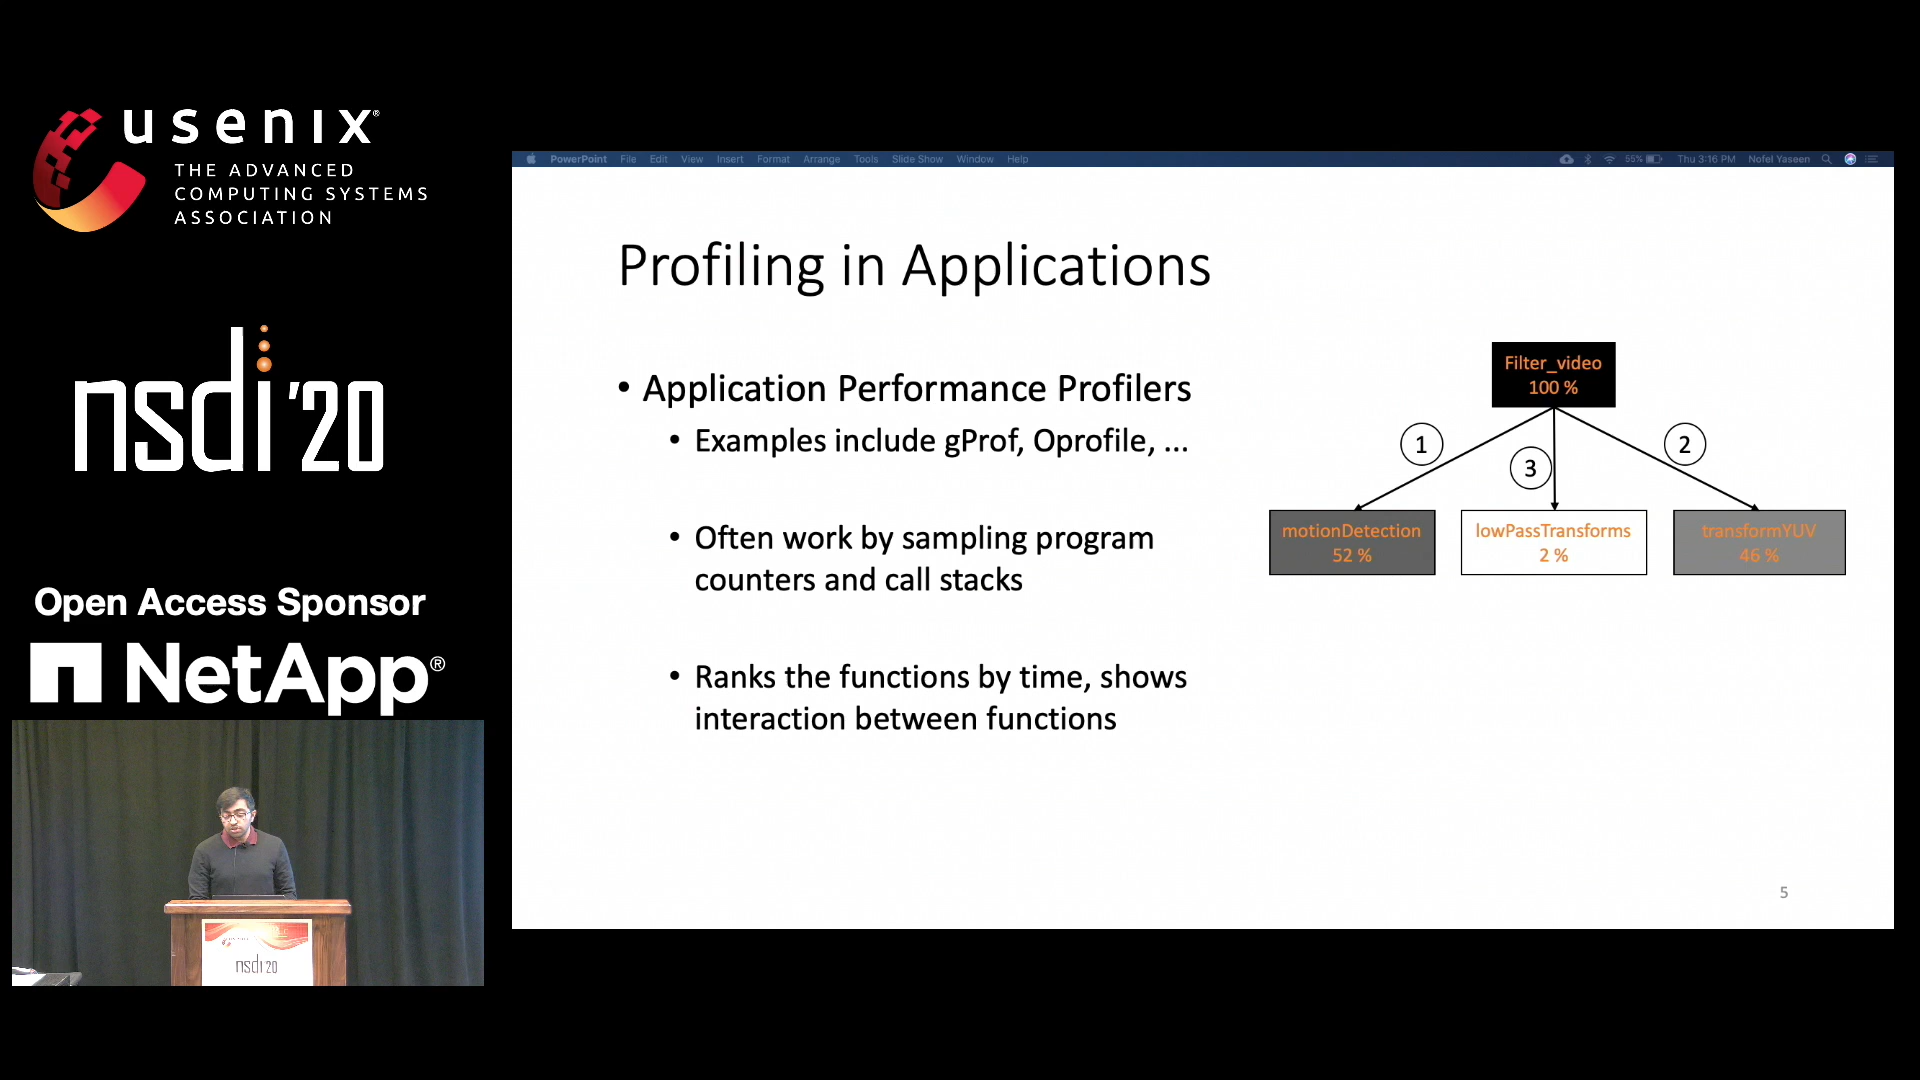 usenix®
THE ADVANCED
COMPUTING SYSTEMS
ASSOCIATION
nsdi '20
Open Access Sponsor
NetApp®
nsdi 20
PowerPoint File Edit View Insert Format Arrange Tools Slide Show Window Help
55% Thu 3:16 PM Nofel Yaseen
Profiling in Applications
• Application Performance Profilers
• Examples include gProf, Oprofile, ...
• Often work by sampling program
counters and call stacks
• Ranks the functions by time, shows
interaction between functions
Filter_video
100 %
1
3
2
motionDetection
52 %
lowPassTransforms
2 %
transformYUV
46 %
5